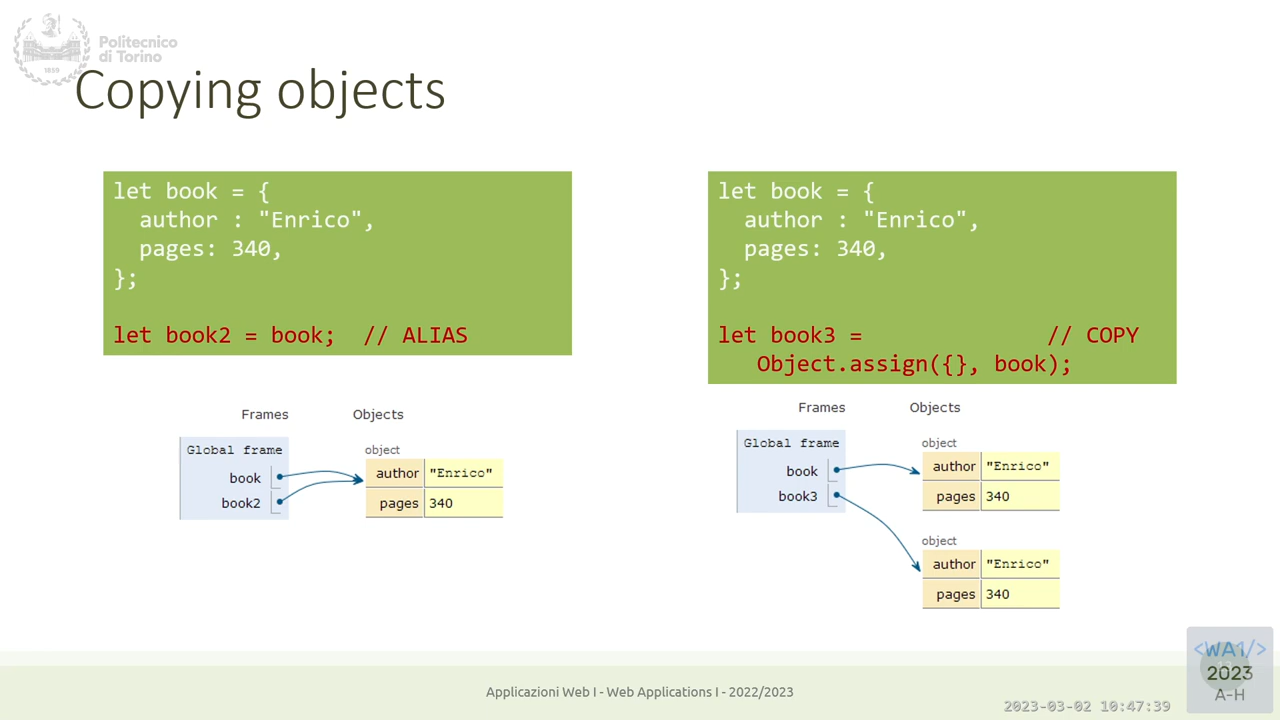 Politecnico
di Torino
1859
Copying objects
let book = {
author : "Enrico",
pages: 340,
};
let book2 = book; // ALIAS
let book = {
author : "Enrico",
pages: 340,
};
let book3 = // COPY
Object.assign({}, book);
Frames Objects
Global frame
book
book2
object
author "Enrico"
pages 340
Frames Objects
Global frame
book
book3
object
author "Enrico"
pages 340
object
author "Enrico"
pages 340
Applicazioni Web I - Web Applications I - 2022/2023
2023-03-02 10:47:39
<WA1/>
2023
A-H